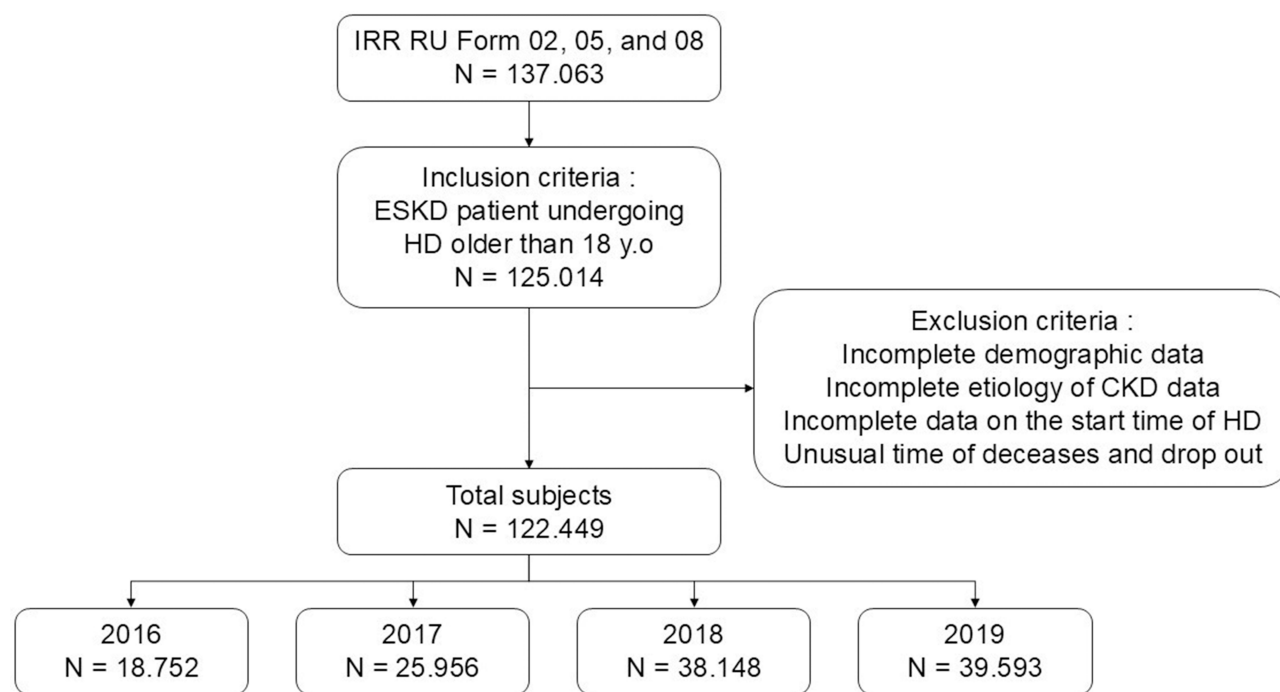 IRR RU Form 02, 05, and 08
N = 137.063
Inclusion criteria :
ESKD patient undergoing
HD older than 18 y.o
N = 125.014
Exclusion criteria :
Incomplete demographic data
Incomplete etiology of CKD data
Incomplete data on the start time of HD
Unusual time of deceases and drop out
Total subjects
N = 122.449
2016
N = 18.752
2017
N = 25.956
2018
N = 38.148
2019
N = 39.593